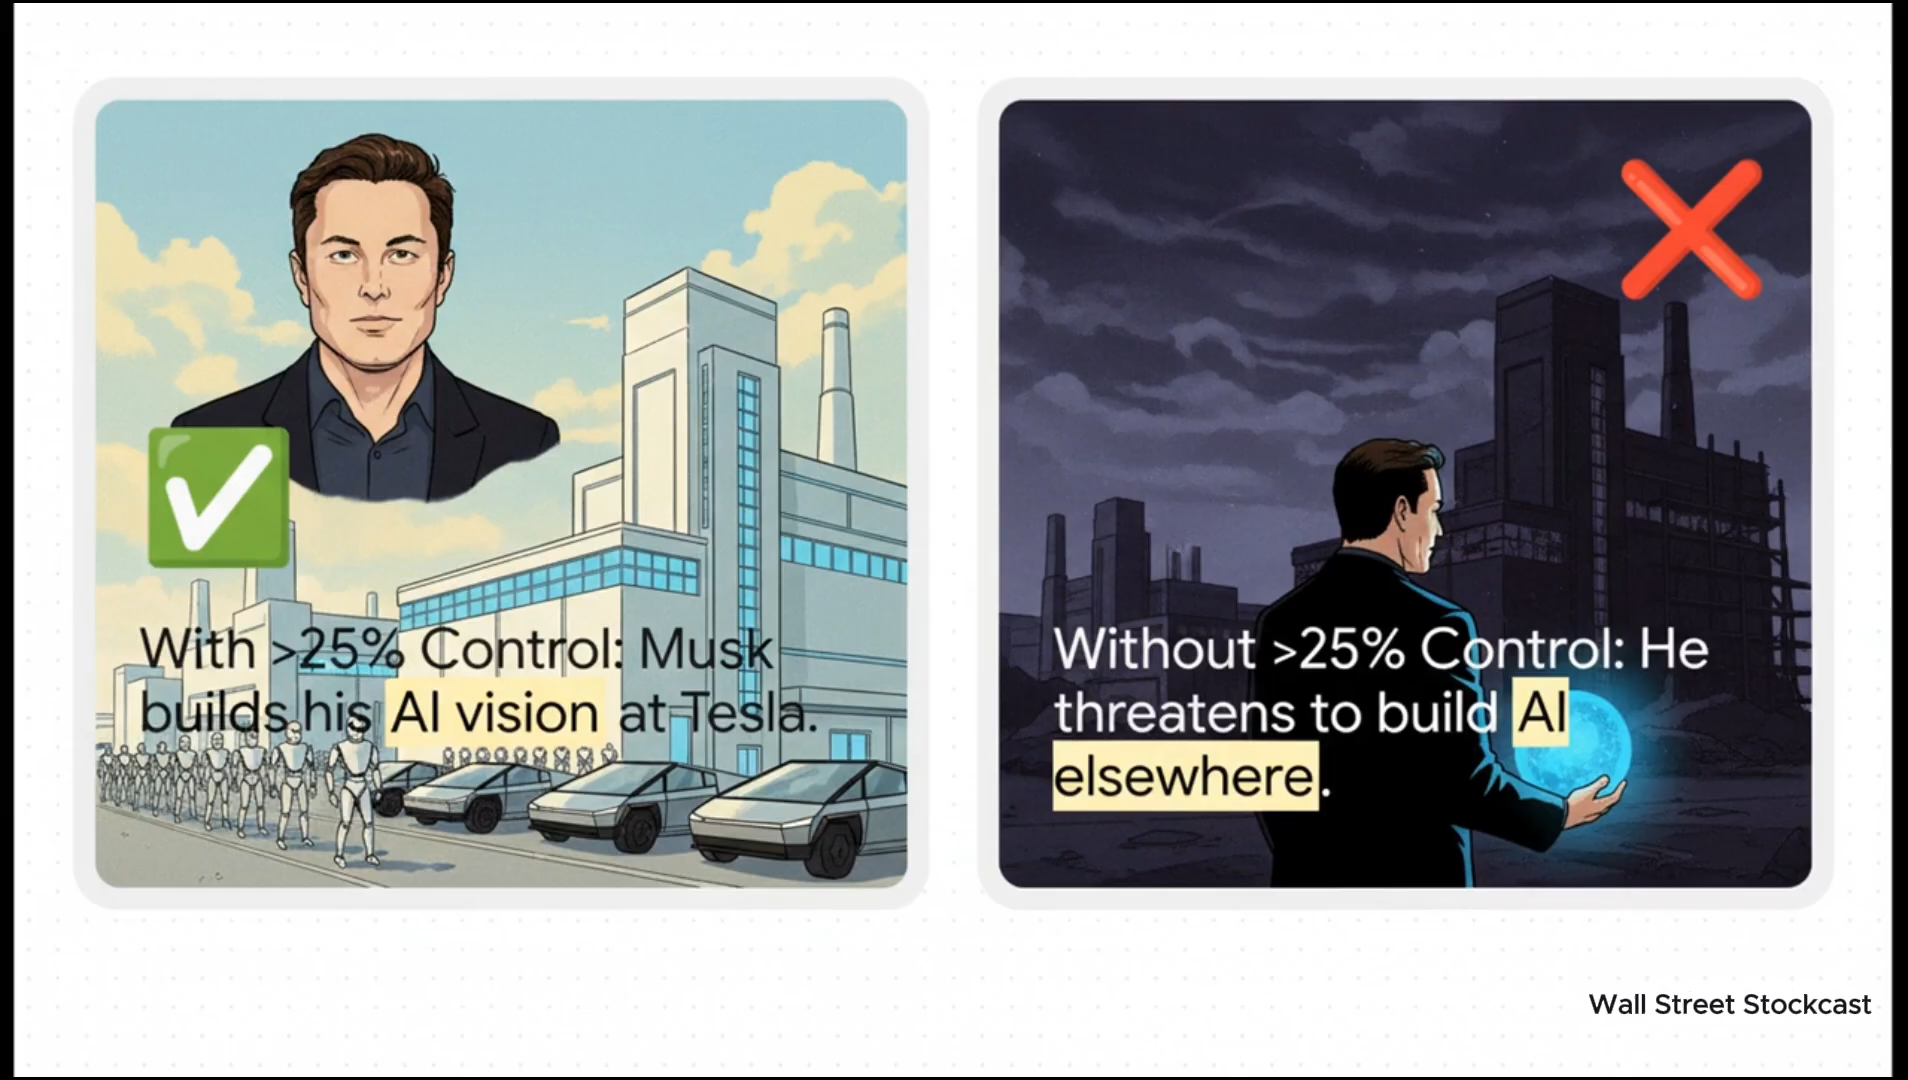 With >25% Control: Musk
builds his AI vision at Tesla.
Without >25% Control: He
threatens to build AI
elsewhere.
Wall Street Stockcast